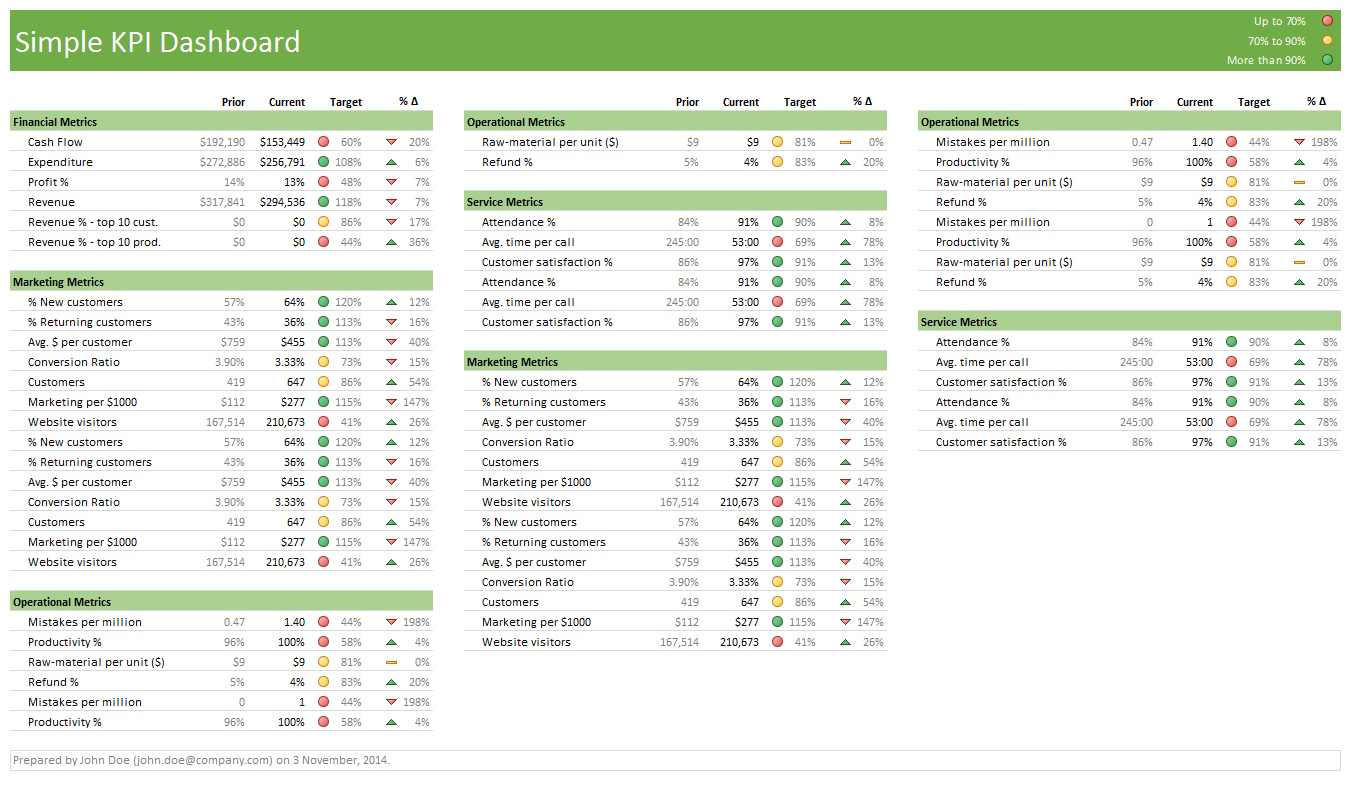 Simple KPI Dashboard
Up to 70%
70% to 90%
More than 90%
Prior Current Target % Δ
Financial Metrics
Cash Flow $192,190 $153,449 60% 20%
Expenditure $272,886 $256,791 108% 6%
Profit % 14% 13% 48% 7%
Revenue $317,841 $294,536 118% 7%
Revenue % - top 10 cust. $0 $0 86% 17%
Revenue % - top 10 prod. $0 $0 44% 36%
Marketing Metrics
% New customers 57% 64% 120% 12%
% Returning customers 43% 36% 113% 16%
Avg. $ per customer $759 $455 113% 40%
Conversion Ratio 3.90% 3.33% 73% 15%
Customers 419 647 86% 54%
Marketing per $1000 $112 $277 115% 147%
Website visitors 167,514 210,673 41% 26%
% New customers 57% 64% 120% 12%
% Returning customers 43% 36% 113% 16%
Avg. $ per customer $759 $455 113% 40%
Conversion Ratio 3.90% 3.33% 73% 15%
Customers 419 647 86% 54%
Marketing per $1000 $112 $277 115% 147%
Website visitors 167,514 210,673 41% 26%
Operational Metrics
Mistakes per million 0.47 1.40 44% 198%
Productivity % 96% 100% 58% 4%
Raw-material per unit ($) $9 $9 81% 0%
Refund % 5% 4% 83% 20%
Mistakes per million 0 1 44% 198%
Productivity % 96% 100% 58% 4%
Prior Current Target % Δ
Operational Metrics
Raw-material per unit ($) $9 $9 81% 0%
Refund % 5% 4% 83% 20%
Service Metrics
Attendance % 84% 91% 90% 8%
Avg. time per call 245:00 53:00 69% 78%
Customer satisfaction % 86% 97% 91% 13%
Attendance % 84% 91% 90% 8%
Avg. time per call 245:00 53:00 69% 78%
Customer satisfaction % 86% 97% 91% 13%
Marketing Metrics
% New customers 57% 64% 120% 12%
% Returning customers 43% 36% 113% 16%
Avg. $ per customer $759 $455 113% 40%
Conversion Ratio 3.90% 3.33% 73% 15%
Customers 419 647 86% 54%
Marketing per $1000 $112 $277 115% 147%
Website visitors 167,514 210,673 41% 26%
% New customers 57% 64% 120% 12%
% Returning customers 43% 36% 113% 16%
Avg. $ per customer $759 $455 113% 40%
Conversion Ratio 3.90% 3.33% 73% 15%
Customers 419 647 86% 54%
Marketing per $1000 $112 $277 115% 147%
Website visitors 167,514 210,673 41% 26%
Prior Current Target % Δ
Operational Metrics
Mistakes per million 0.47 1.40 44% 198%
Productivity % 96% 100% 58% 4%
Raw-material per unit ($) $9 $9 81% 0%
Refund % 5% 4% 83% 20%
Mistakes per million 0 1 44% 198%
Productivity % 96% 100% 58% 4%
Raw-material per unit ($) $9 $9 81% 0%
Refund % 5% 4% 83% 20%
Service Metrics
Attendance % 84% 91% 90% 8%
Avg. time per call 245:00 53:00 69% 78%
Customer satisfaction % 86% 97% 91% 13%
Attendance % 84% 91% 90% 8%
Avg. time per call 245:00 53:00 69% 78%
Customer satisfaction % 86% 97% 91% 13%
Prepared by John Doe (john.doe@company.com) on 3 November, 2014.